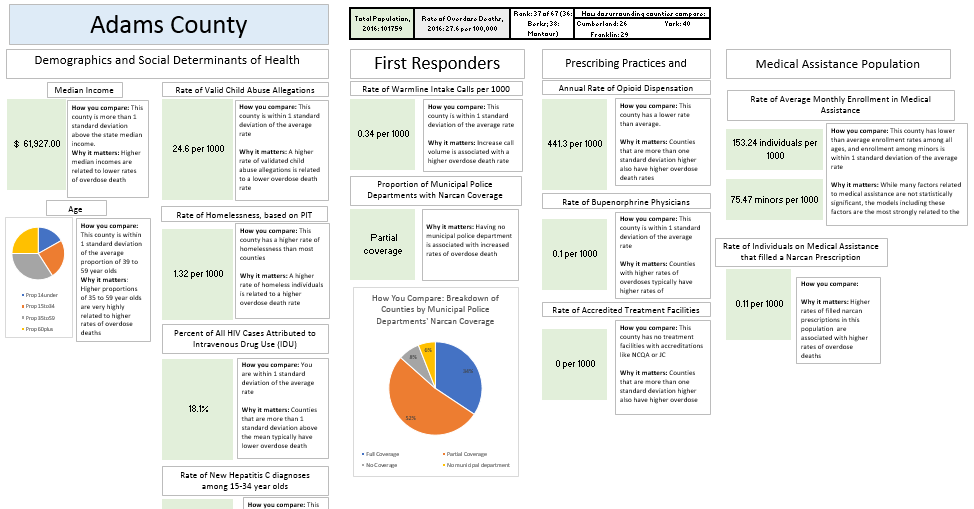 Adams County
Total Population,
2016: 101759
Rate of Overdose Deaths,
2016: 27.6 per 100,000
Rank: 37 of 67 (36:
Berks; 38:
Montour)
How do surrounding counties compare:
Cumberland: 26
York: 40
Franklin: 29
Demographics and Social Determinants of Health
Median Income
$ 61,927.00
How you compare: This
county is more than 1
standard deviation
above the state median
income.
Why it matters: Higher
median incomes are
related to lower rates
of overdose death
Age
Prop 14under
Prop 15to34
Prop 35to59
Prop 60plus
How you compare:
This county is within
1 standard deviation
of the average
proportion of 39 to
59 year olds
Why it matters:
Higher proportions
of 35 to 59 year olds
are very highly
related to higher
rates of overdose
deaths
Rate of Valid Child Abuse Allegations
24.6 per 1000
How you compare: This
county is within 1 standard
deviation of the average
rate
Why it matters: A higher
rate of validated child
abuse allegations is related
to a lower overdose death
rate
Rate of Homelessness, based on PIT
1.32 per 1000
How you compare: This
county has a higher rate of
homelessness than most
counties
Why it matters: A higher
rate of homeless individuals
is related to a higher
overdose death rate
Percent of All HIV Cases Attributed to
Intravenous Drug Use (IDU)
18.1%
How you compare: You
are within 1 standard
deviation of the average
rate
Why it matters: Counties
that are more than 1
standard deviation above
the mean typically have
lower overdose death
Rate of New Hepatitis C diagnoses
among 15-34 year olds
How you compare: This
First Responders
Rate of Warmline Intake Calls per 1000
0.34 per 1000
How you compare: This
county is within 1
standard deviation of
the average rate
Why it matters: Increase call
volume is associated with a
higher overdose death rate
Proportion of Municipal Police
Departments with Narcan Coverage
Partial
coverage
Why it matters: Having no
municipal police department
is associated with increased
rates of overdose death
How You Compare: Breakdown of
Counties by Municipal Police
Departments' Narcan Coverage
6%
8%
34%
52%
Full Coverage
Partial Coverage
No Coverage
No municipal department
Prescribing Practices and
Annual Rate of Opioid Dispensation
441.3 per 1000
How you compare: This
county has a lower rate
than average.
Why it matters: Counties
that are more than one
standard deviation higher
also have higher overdose
death rates
Rate of Bupenorphrine Physicians
0.1 per 1000
How you compare: This
county is within 1 standard
deviation of the average
rate
Why it matters: Counties
with higher rates of
overdoses typically have
higher rates of
Rate of Accredited Treatment Facilities
0 per 1000
How you compare: This
county has no treatment
facilities with accreditations
like NCQA or JC
Why it matters: Counties
that are more than one
standard deviation higher
also have higher overdose
Medical Assistance Population
Rate of Average Monthly Enrollment in Medical
Assistance
153.24 individuals per
1000
75.47 minors per 1000
How you compare: This county has lower
than average enrollment rates among all
ages, and enrollment among minors is
within 1 standard deviation of the average
rate
Why it matters: While many factors related
to medical assistance are not statistically
significant, the models including these
factors are the most strongly related to the
Rate of Individuals on Medical Assistance
that filled a Narcan Prescription
0.11 per 1000
How you compare:
Why it matters: Higher
rates of filled narcan
prescriptions in this
population are
associated with higher
rates of overdose
deaths